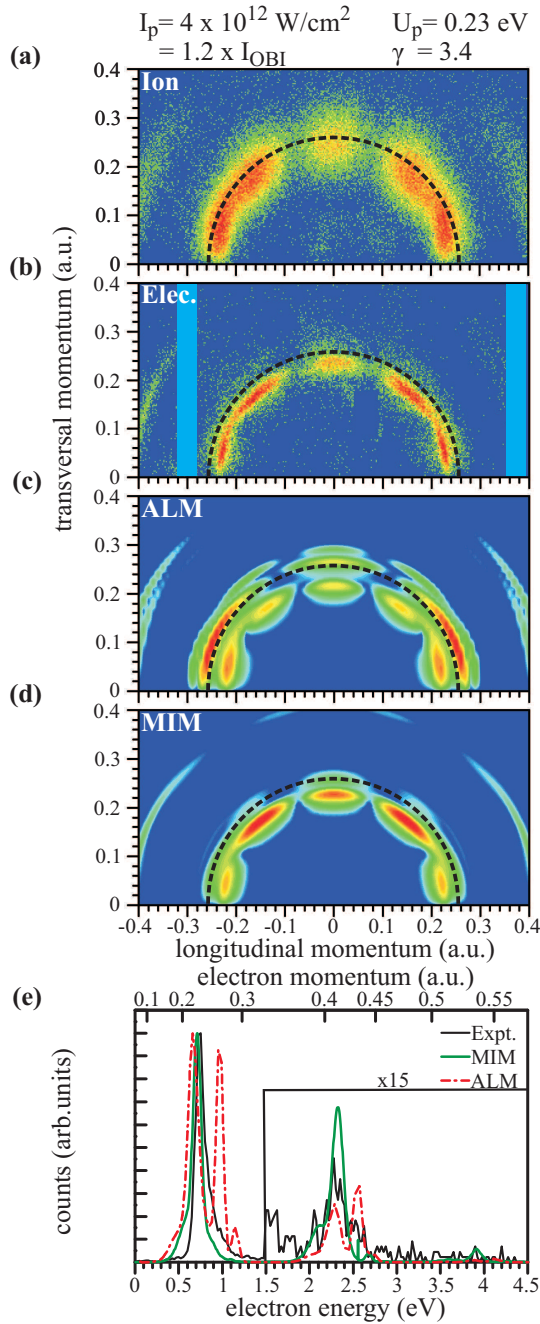 I_p= 4 x 10^12 W/cm^2 U_p= 0.23 eV
= 1.2 x I_OBI γ = 3.4
(a)
Ion
0.4
0.3
0.2
0.1
0
(b)
Elec.
0.4
0.3
0.2
0.1
0
transversal momentum (a.u.)
(c)
ALM
0.4
0.3
0.2
0.1
0
(d)
MIM
0.4
0.3
0.2
0.1
0
-0.4 -0.3 -0.2 -0.1 0 0.1 0.2 0.3 0.4
longitudinal momentum (a.u.)
electron momentum (a.u.)
(e)
0.1 0.2 0.3 0.4 0.45 0.5 0.55
Expt.
MIM
ALM
x15
counts (arb.units)
0 0.5 1 1.5 2 2.5 3 3.5 4 4.5
electron energy (eV)